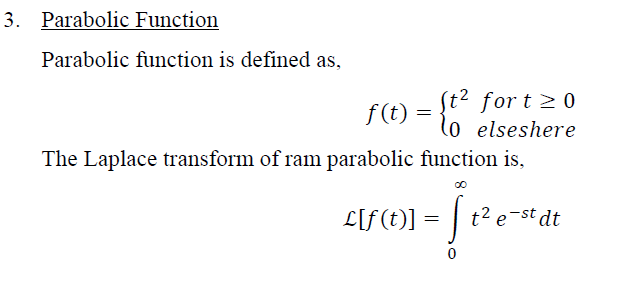 3. Parabolic Function
Parabolic function is defined as,
f(t) = {t² for t ≥ 0
0 elseshere
The Laplace transform of ram parabolic function is,
ℒ[f(t)] = ∫₀^∞ t² e^{-st} dt